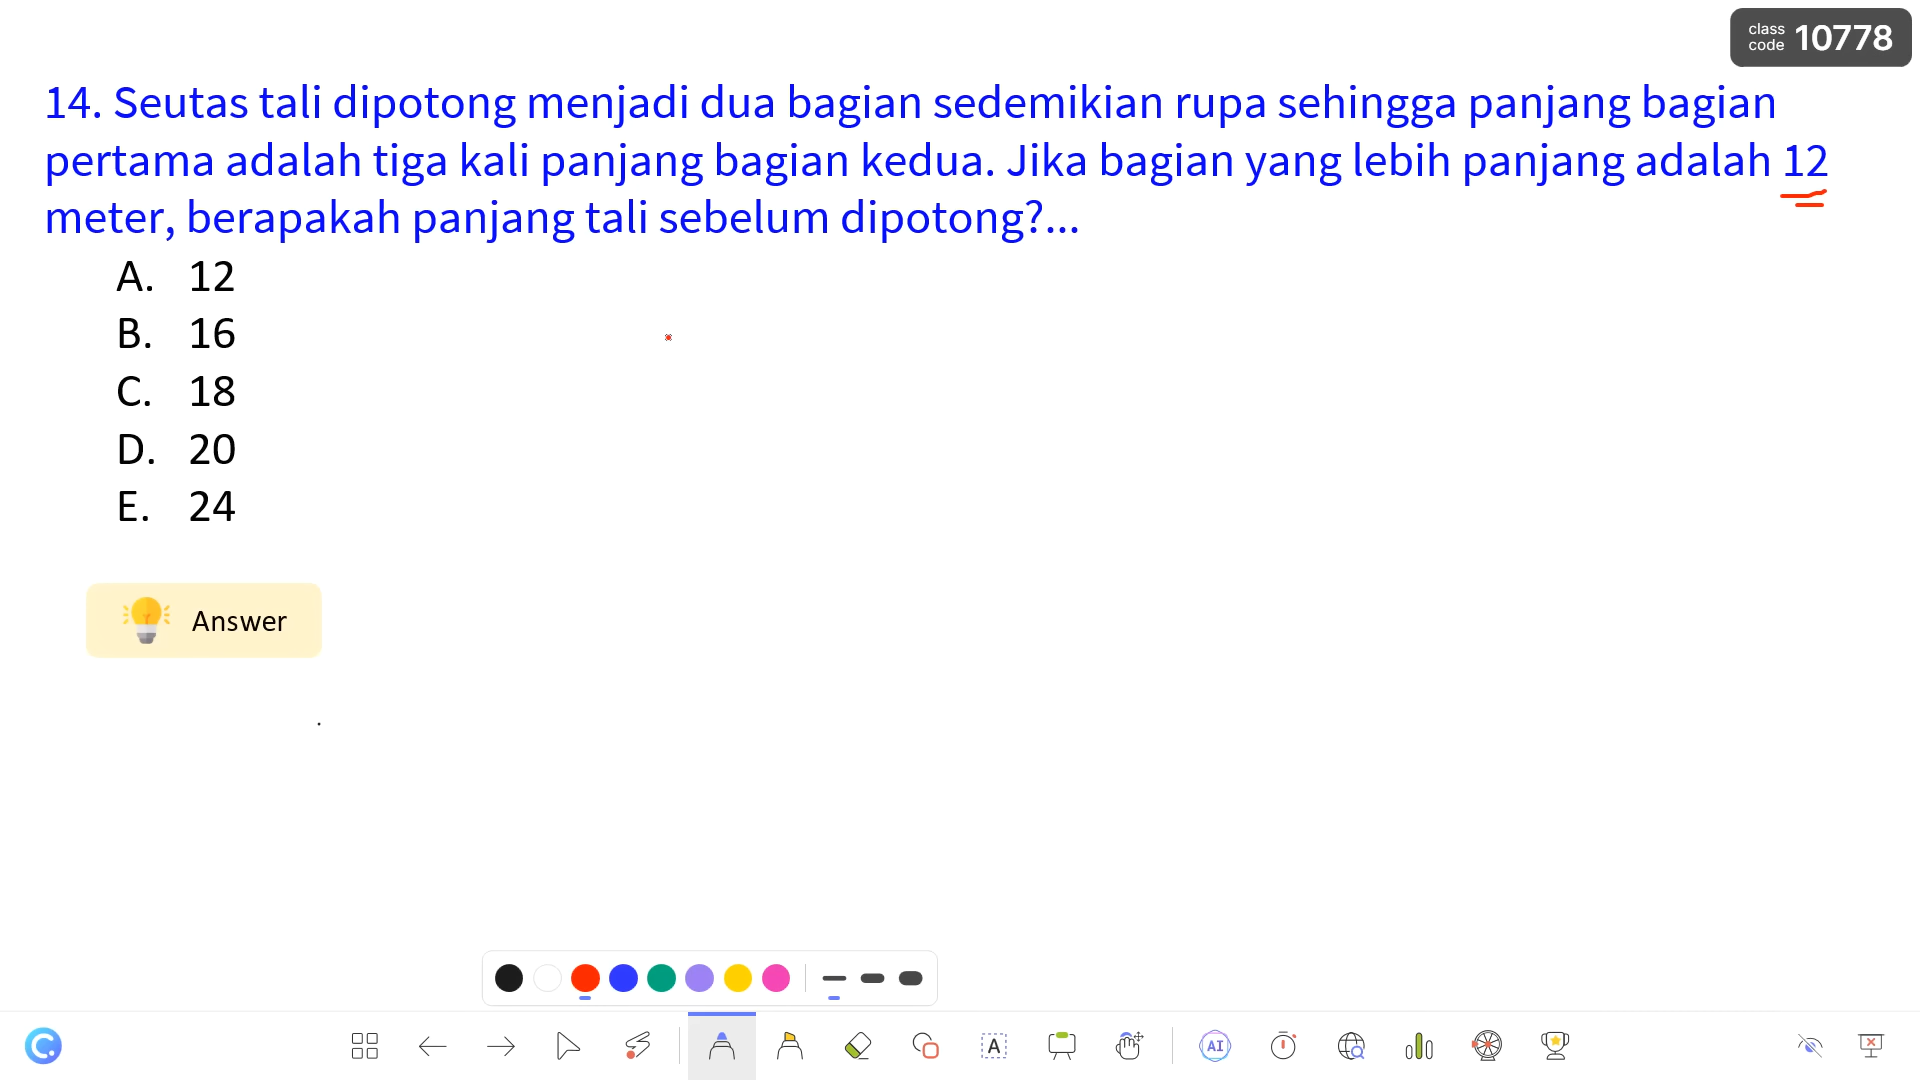 class
code 10778
14. Seutas tali dipotong menjadi dua bagian sedemikian rupa sehingga panjang bagian
pertama adalah tiga kali panjang bagian kedua. Jika bagian yang lebih panjang adalah 12
meter, berapakah panjang tali sebelum dipotong?...
A. 12
B. 16
C. 18
D. 20
E. 24
Answer
A
AI